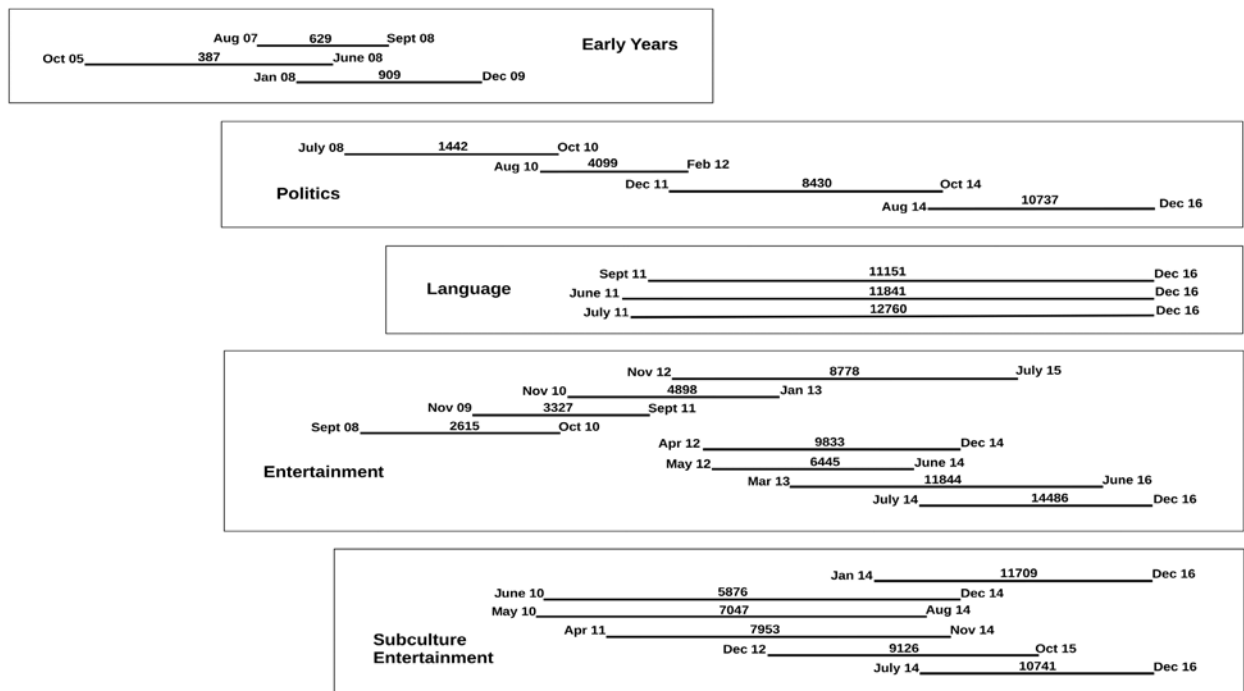 Early Years
Aug 07 629 Sept 08
Oct 05 387 June 08
Jan 08 909 Dec 09
Politics
July 08 1442 Oct 10
Aug 10 4099 Feb 12
Dec 11 8430 Oct 14
Aug 14 10737 Dec 16
Language
Sept 11 11151 Dec 16
June 11 11841 Dec 16
July 11 12760 Dec 16
Entertainment
Nov 12 8778 July 15
Nov 10 4898 Jan 13
Nov 09 3327 Sept 11
Sept 08 2615 Oct 10
Apr 12 9833 Dec 14
May 12 6445 June 14
Mar 13 11844 June 16
July 14 14486 Dec 16
Subculture
Entertainment
Jan 14 11709 Dec 16
June 10 5876 Dec 14
May 10 7047 Aug 14
Apr 11 7953 Nov 14
Dec 12 9126 Oct 15
July 14 10741 Dec 16